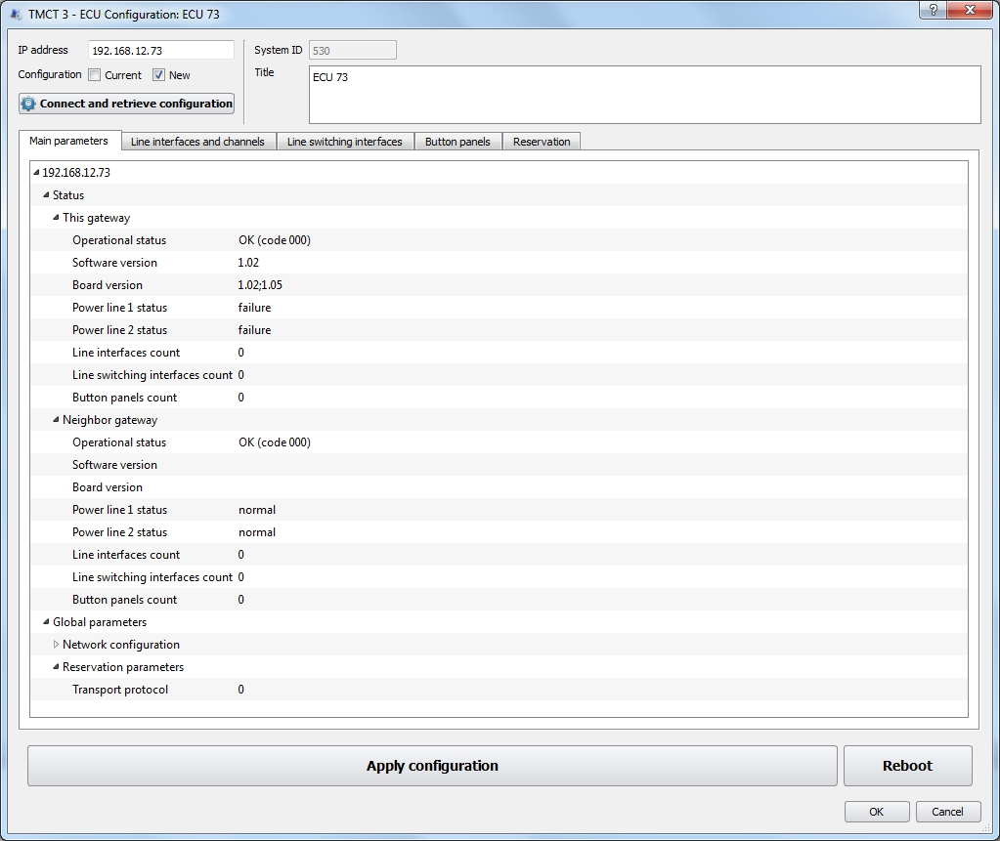 TMCT 3 - ECU Configuration: ECU 73
IP address 192.168.12.73
Configuration Current New
Connect and retrieve configuration
System ID 530
Title ECU 73
Main parameters Line interfaces and channels Line switching interfaces Button panels Reservation
192.168.12.73
Status
This gateway
Operational status OK (code 000)
Software version 1.02
Board version 1.02;1.05
Power line 1 status failure
Power line 2 status failure
Line interfaces count 0
Line switching interfaces count 0
Button panels count 0
Neighbor gateway
Operational status OK (code 000)
Software version
Board version
Power line 1 status normal
Power line 2 status normal
Line interfaces count 0
Line switching interfaces count 0
Button panels count 0
Global parameters
Network configuration
Reservation parameters
Transport protocol 0
Apply configuration Reboot
OK Cancel